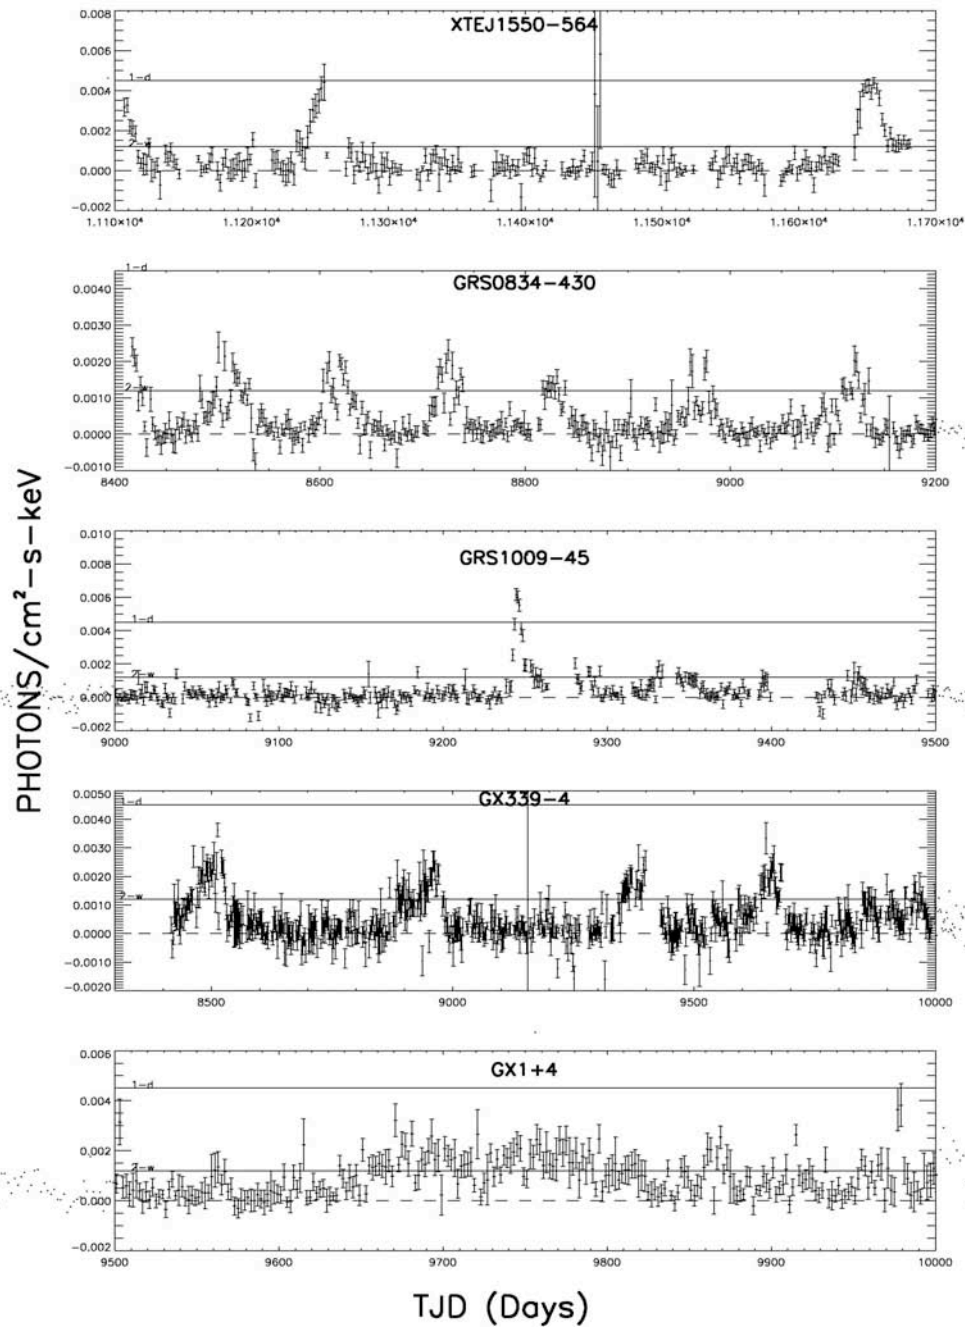 XTEJ1550-564
0.008
0.006
1-d
0.004
0.002
2-w
0.000
-0.002
1.110×10⁴ 1.120×10⁴ 1.130×10⁴ 1.140×10⁴ 1.150×10⁴ 1.160×10⁴ 1.170×10⁴
1-d
GRS0834-430
0.0040
0.0030
0.0020
2-w
0.0010
0.0000
-0.0010
8400 8600 8800 9000 9200
PHOTONS/cm²-s-keV
0.010
GRS1009-45
0.008
0.006
1-d
0.004
0.002
2-w
0.000
-0.002
9000 9100 9200 9300 9400 9500
0.0050
1-d
GX339-4
0.0040
0.0030
0.0020
2-w
0.0010
0.0000
-0.0010
-0.0020
8500 9000 9500 10000
0.006
GX1+4
1-d
0.004
0.002
2-w
0.000
-0.002
9500 9600 9700 9800 9900 10000
TJD (Days)